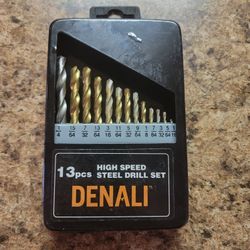 1 15 7 13 3 11 5 9 1 7 3 5 1
4 64 32 64 16 64 32 64 8 64 32 64 16
13pcs HIGH SPEED
STEEL DRILL SET
DENALI